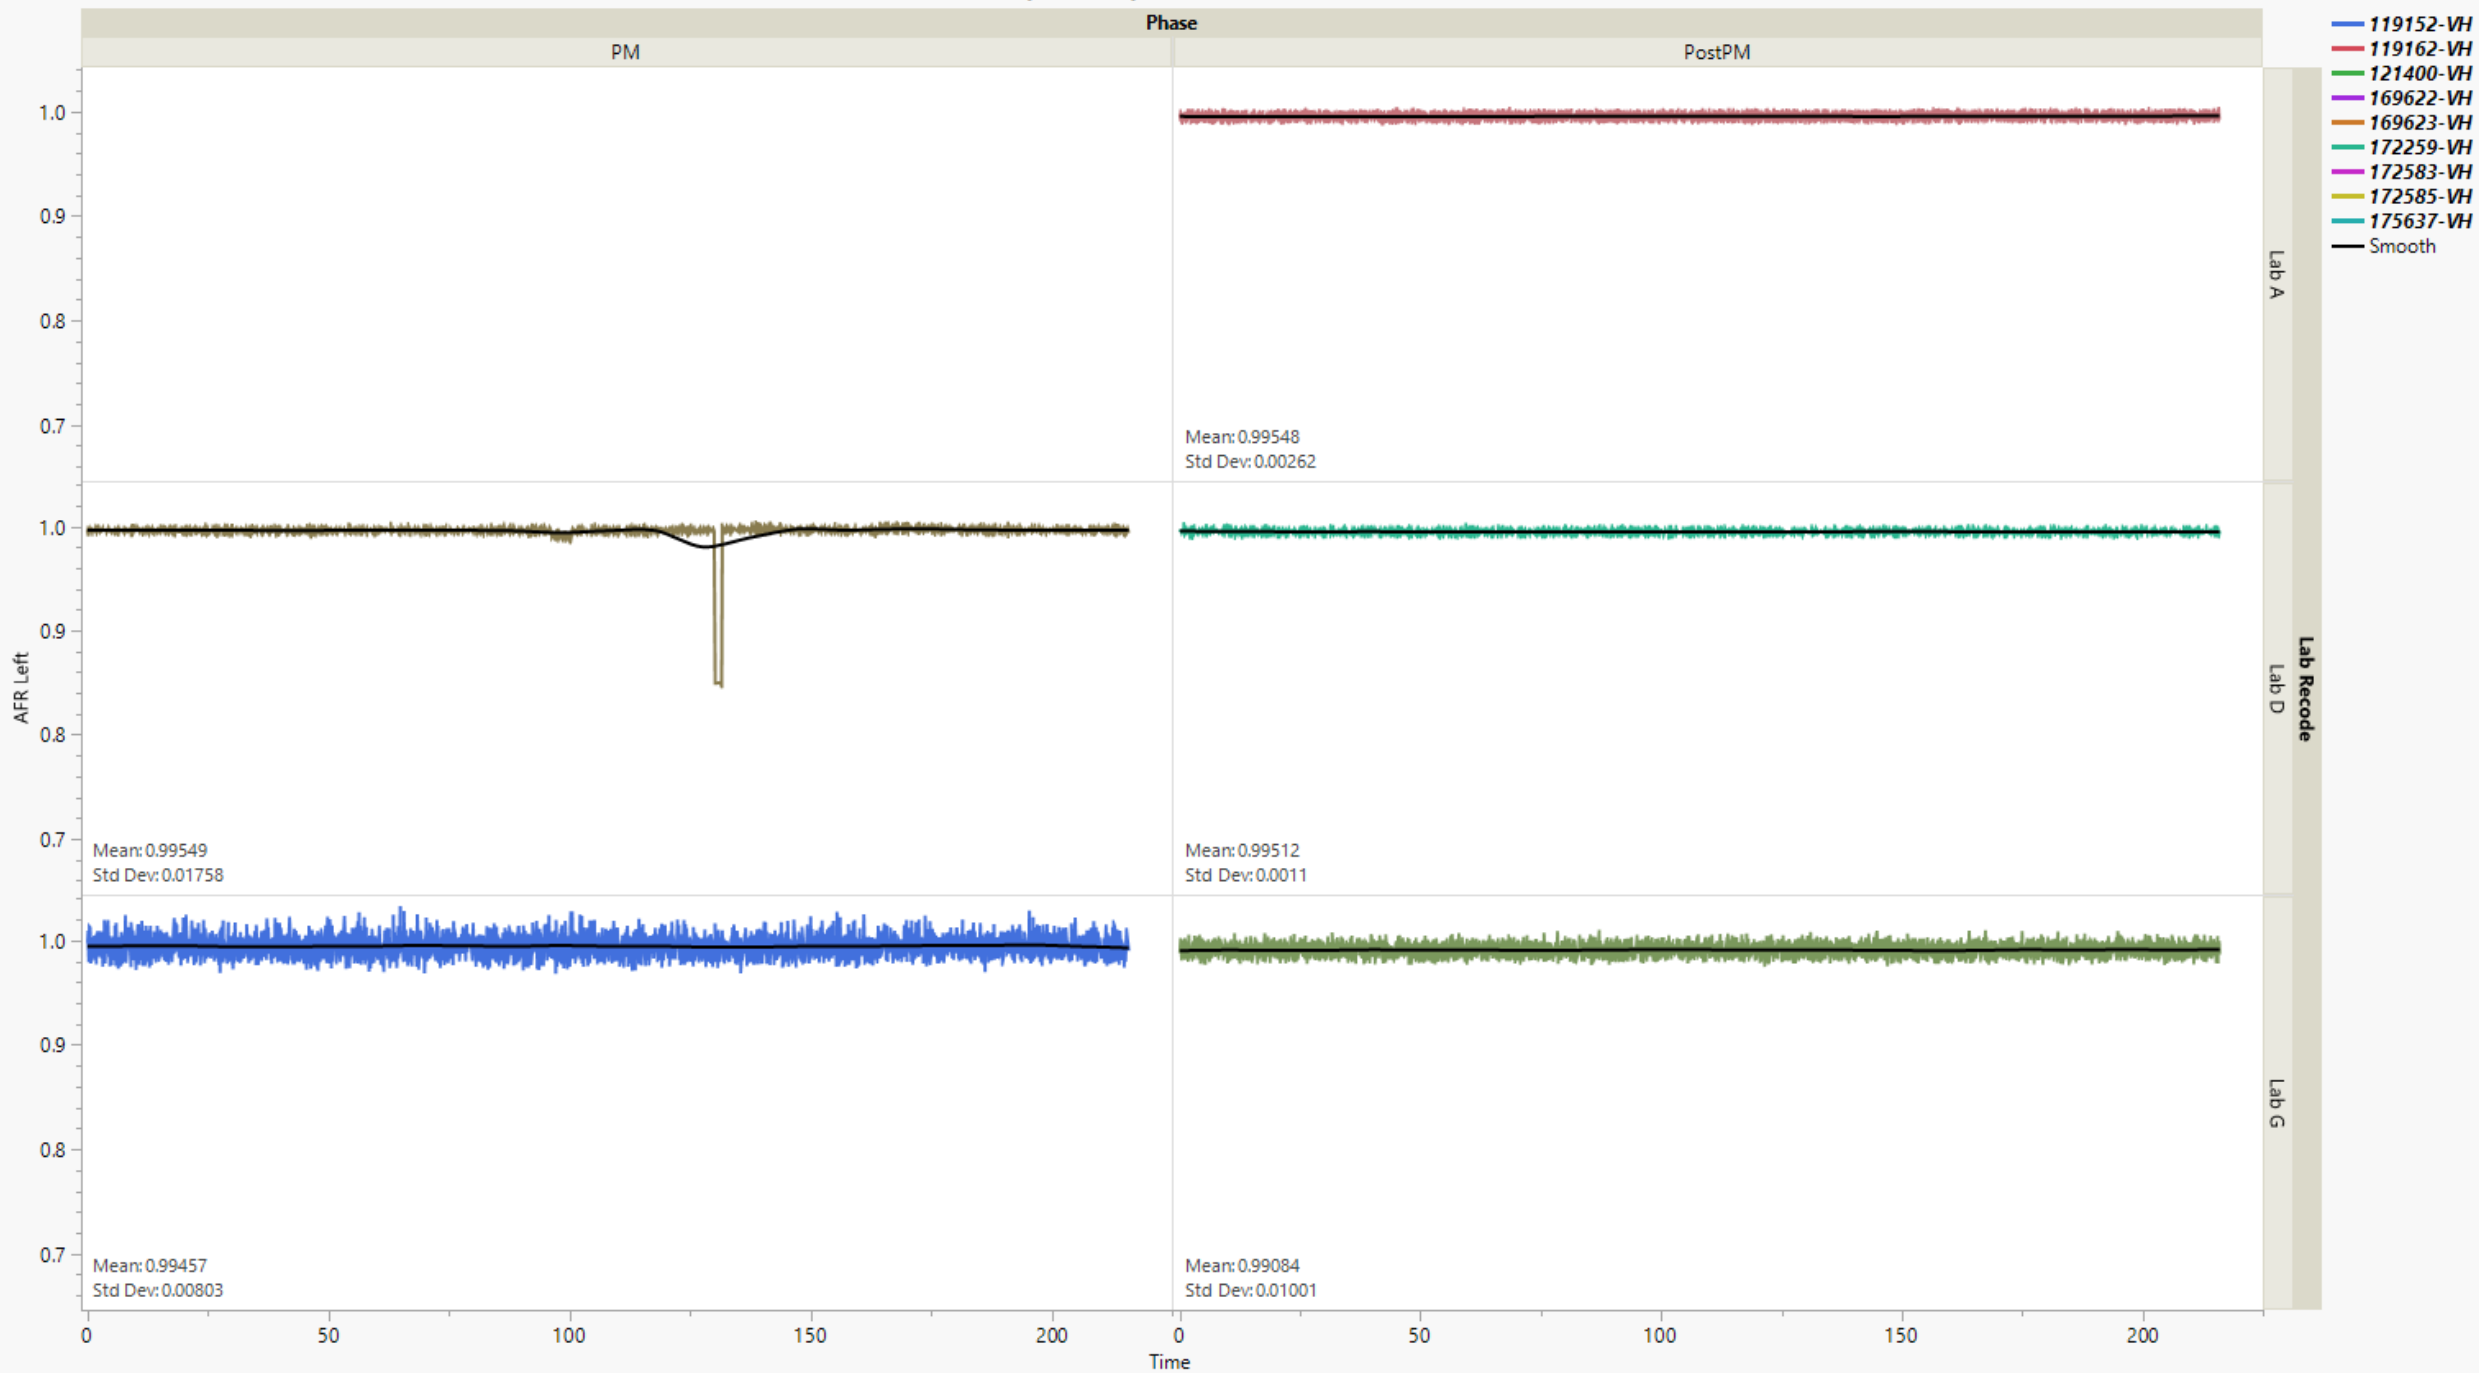 Phase
PM
PostPM
1.0
0.9
0.8
0.7
Mean: 0.99548
Std Dev: 0.00262
Lab A
1.0
0.9
0.8
0.7
Mean: 0.99549
Std Dev: 0.01758
Mean: 0.99512
Std Dev: 0.0011
Lab D
1.0
0.9
0.8
0.7
Mean: 0.99457
Std Dev: 0.00803
Mean: 0.99084
Std Dev: 0.01001
Lab G
Lab Recode
AFR Left
0 50 100 150 200 0 50 100 150 200
Time
119152-VH
119162-VH
121400-VH
169622-VH
169623-VH
172259-VH
172583-VH
172585-VH
175637-VH
Smooth